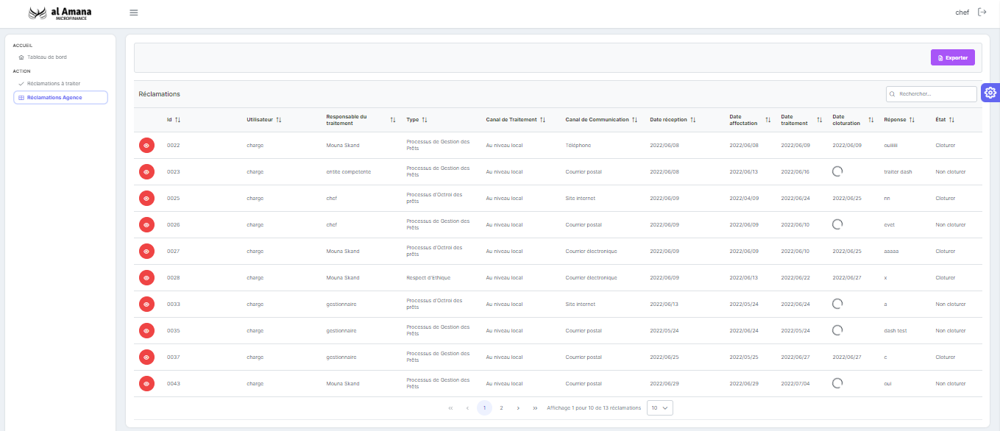 al Amana
MICROFINANCE
chef
ACCUEIL
Tableau de bord
ACTION
Réclamations à traiter
Réclamations Agence
Exporter
Réclamations
Rechercher...
Id Utilisateur Responsable du traitement Type Canal de Traitement Canal de Communication Date réception Date affectation Date traitement Date cloturation Réponse État
0022 charge Mouna Skand Processus de Gestion des Prêts Au niveau local Téléphone 2022/06/08 2022/06/08 2022/06/09 2022/06/09 ouiiiiii Cloturer
0023 charge entite competente Processus de Gestion des Prêts Au niveau local Courrier postal 2022/06/08 2022/06/13 2022/06/16 traiter dash Non cloturer
0025 charge chef Processus d'Octroi des prêts Au niveau local Site internet 2022/06/09 2022/04/09 2022/06/24 2022/06/25 nn Cloturer
0026 charge chef Processus de Gestion des Prêts Au niveau local Courrier postal 2022/06/09 2022/06/09 2022/06/10 evet Non cloturer
0027 charge Mouna Skand Processus d'Octroi des prêts Au niveau local Courrier électronique 2022/06/09 2022/06/09 2022/06/10 2022/06/25 aaaaa Cloturer
0028 charge Mouna Skand Respect d'Ethique Au niveau local Courrier électronique 2022/06/09 2022/06/13 2022/06/22 2022/06/27 x Cloturer
0033 charge gestionnaire Processus d'Octroi des prêts Au niveau local Site internet 2022/06/13 2022/05/24 2022/06/24 a Non cloturer
0035 charge gestionnaire Processus de Gestion des Prêts Au niveau local Courrier postal 2022/05/24 2022/06/24 2022/05/24 dash test Non cloturer
0037 charge gestionnaire Processus de Gestion des Prêts Au niveau local Courrier postal 2022/06/25 2022/05/25 2022/06/27 2022/06/27 c Cloturer
0043 charge Mouna Skand Processus de Gestion des Prêts Au niveau local Courrier postal 2022/06/29 2022/06/29 2022/07/04 oui Non cloturer
« ‹ 1 2 › » Affichage 1 pour 10 de 13 réclamations 10